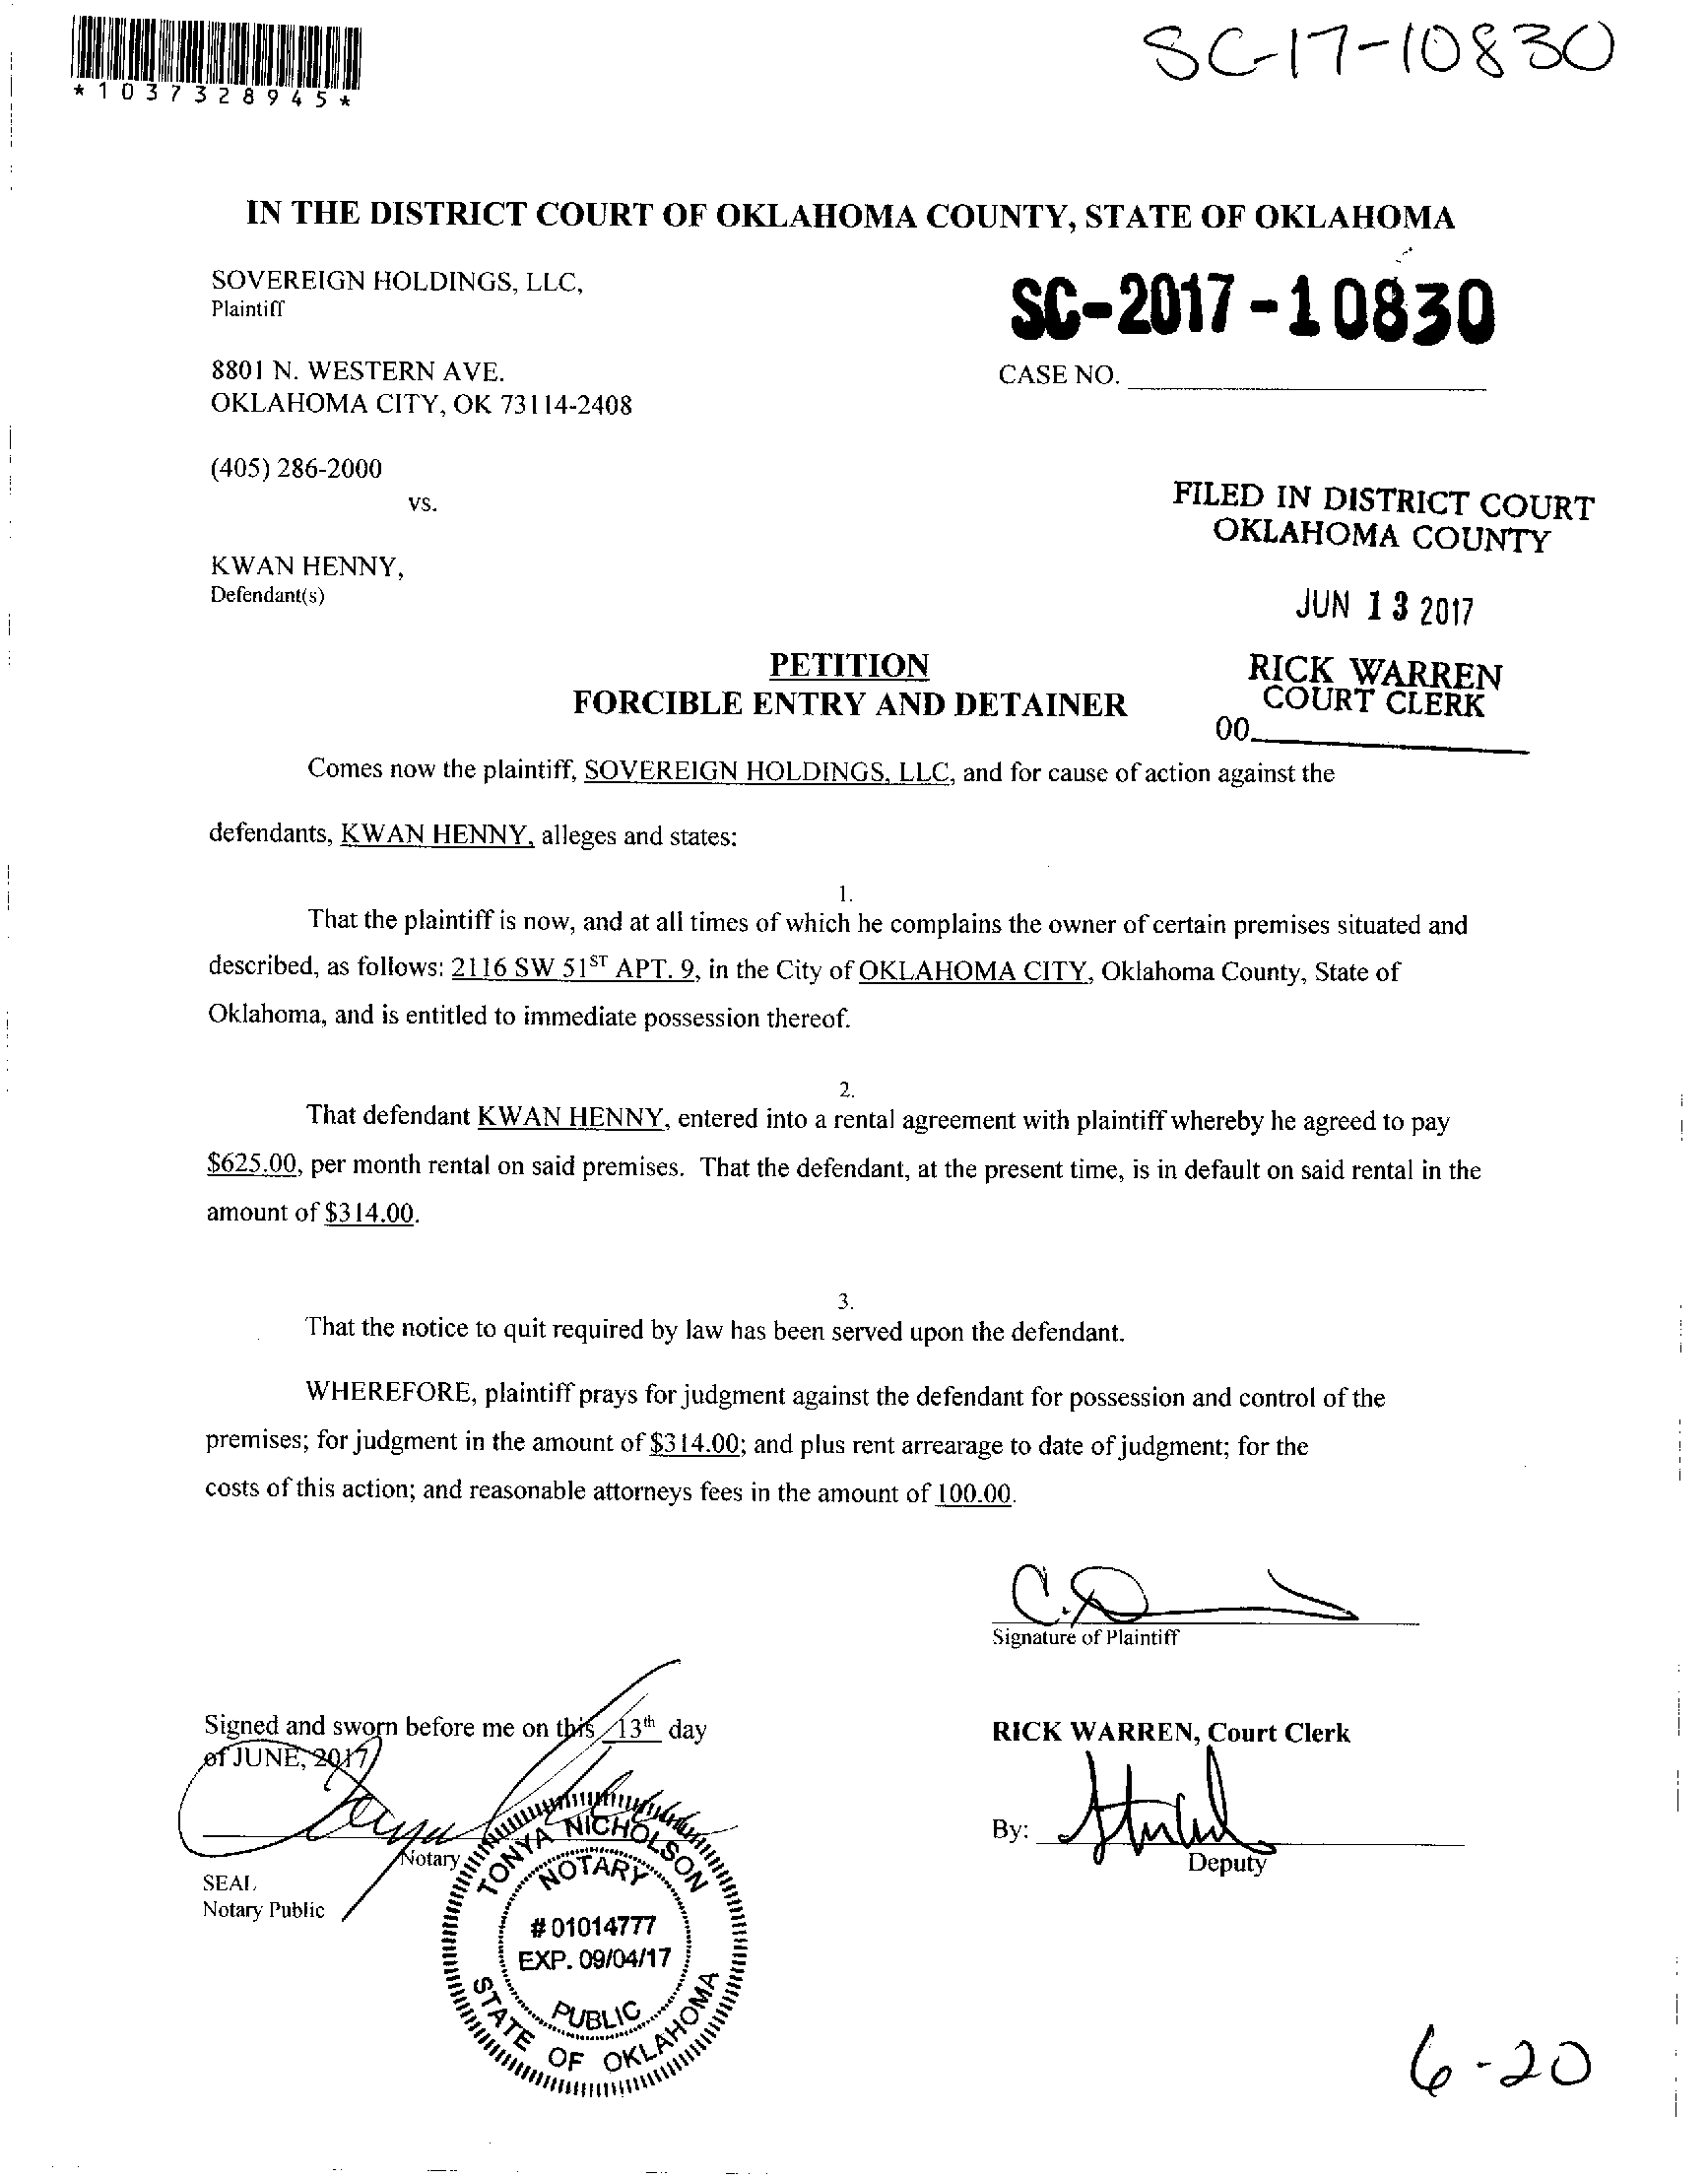 SC-17-10830
*1037328945*
IN THE DISTRICT COURT OF OKLAHOMA COUNTY, STATE OF OKLAHOMA
SOVEREIGN HOLDINGS, LLC,
Plaintiff
SC-2017-10830
8801 N. WESTERN AVE.
OKLAHOMA CITY, OK 73114-2408
CASE NO.
(405) 286-2000
vs.
FILED IN DISTRICT COURT
OKLAHOMA COUNTY
KWAN HENNY,
Defendant(s)
JUN 13 2017
PETITION
FORCIBLE ENTRY AND DETAINER
RICK WARREN
COURT CLERK
00
Comes now the plaintiff, SOVEREIGN HOLDINGS, LLC, and for cause of action against the
defendants, KWAN HENNY, alleges and states:
1.
That the plaintiff is now, and at all times of which he complains the owner of certain premises situated and
described, as follows: 2116 SW 51ST APT. 9, in the City of OKLAHOMA CITY, Oklahoma County, State of
Oklahoma, and is entitled to immediate possession thereof.
2.
That defendant KWAN HENNY, entered into a rental agreement with plaintiff whereby he agreed to pay
$625.00, per month rental on said premises. That the defendant, at the present time, is in default on said rental in the
amount of $314.00.
3.
That the notice to quit required by law has been served upon the defendant.
WHEREFORE, plaintiff prays for judgment against the defendant for possession and control of the
premises; for judgment in the amount of $314.00; and plus rent arrearage to date of judgment; for the
costs of this action; and reasonable attorneys fees in the amount of 100.00.
Signature of Plaintiff
Signed and sworn before me on this 13th day
of JUNE, 2017
RICK WARREN, Court Clerk
By:
Deputy
Notary
SEAL
Notary Public
TONYA NICHOLSON
NOTARY
#01014777
EXP. 09/04/17
PUBLIC
STATE OF OKLAHOMA
6-20